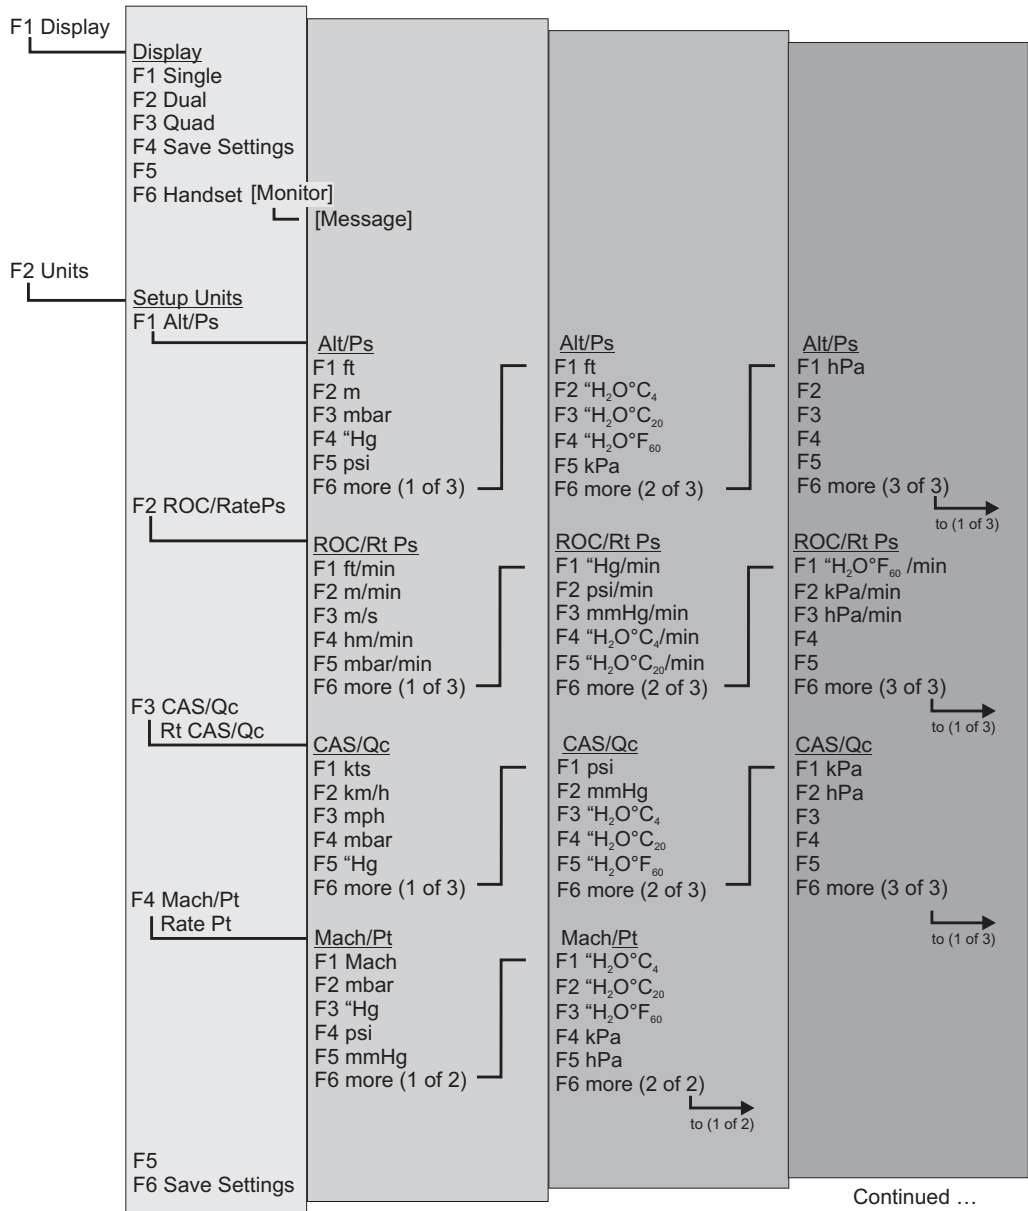 F1 Display
Display
F1 Single
F2 Dual
F3 Quad
F4 Save Settings
F5
F6 Handset [Monitor]
[Message]
F2 Units
Setup Units
F1 Alt/Ps
Alt/Ps
F1 ft
F2 m
F3 mbar
F4 “Hg
F5 psi
F6 more (1 of 3)
Alt/Ps
F1 ft
F2 “H₂O°C₄
F3 “H₂O°C₂₀
F4 “H₂O°F₆₀
F5 kPa
F6 more (2 of 3)
Alt/Ps
F1 hPa
F2
F3
F4
F5
F6 more (3 of 3)
to (1 of 3)
F2 ROC/RatePs
ROC/Rt Ps
F1 ft/min
F2 m/min
F3 m/s
F4 hm/min
F5 mbar/min
F6 more (1 of 3)
ROC/Rt Ps
F1 “Hg/min
F2 psi/min
F3 mmHg/min
F4 “H₂O°C₄/min
F5 “H₂O°C₂₀/min
F6 more (2 of 3)
ROC/Rt Ps
F1 “H₂O°F₆₀ /min
F2 kPa/min
F3 hPa/min
F4
F5
F6 more (3 of 3)
to (1 of 3)
F3 CAS/Qc
Rt CAS/Qc
CAS/Qc
F1 kts
F2 km/h
F3 mph
F4 mbar
F5 “Hg
F6 more (1 of 3)
CAS/Qc
F1 psi
F2 mmHg
F3 “H₂O°C₄
F4 “H₂O°C₂₀
F5 “H₂O°F₆₀
F6 more (2 of 3)
CAS/Qc
F1 kPa
F2 hPa
F3
F4
F5
F6 more (3 of 3)
to (1 of 3)
F4 Mach/Pt
Rate Pt
Mach/Pt
F1 Mach
F2 mbar
F3 “Hg
F4 psi
F5 mmHg
F6 more (1 of 2)
Mach/Pt
F1 “H₂O°C₄
F2 “H₂O°C₂₀
F3 “H₂O°F₆₀
F4 kPa
F5 hPa
F6 more (2 of 2)
to (1 of 2)
F5
F6 Save Settings
Continued …